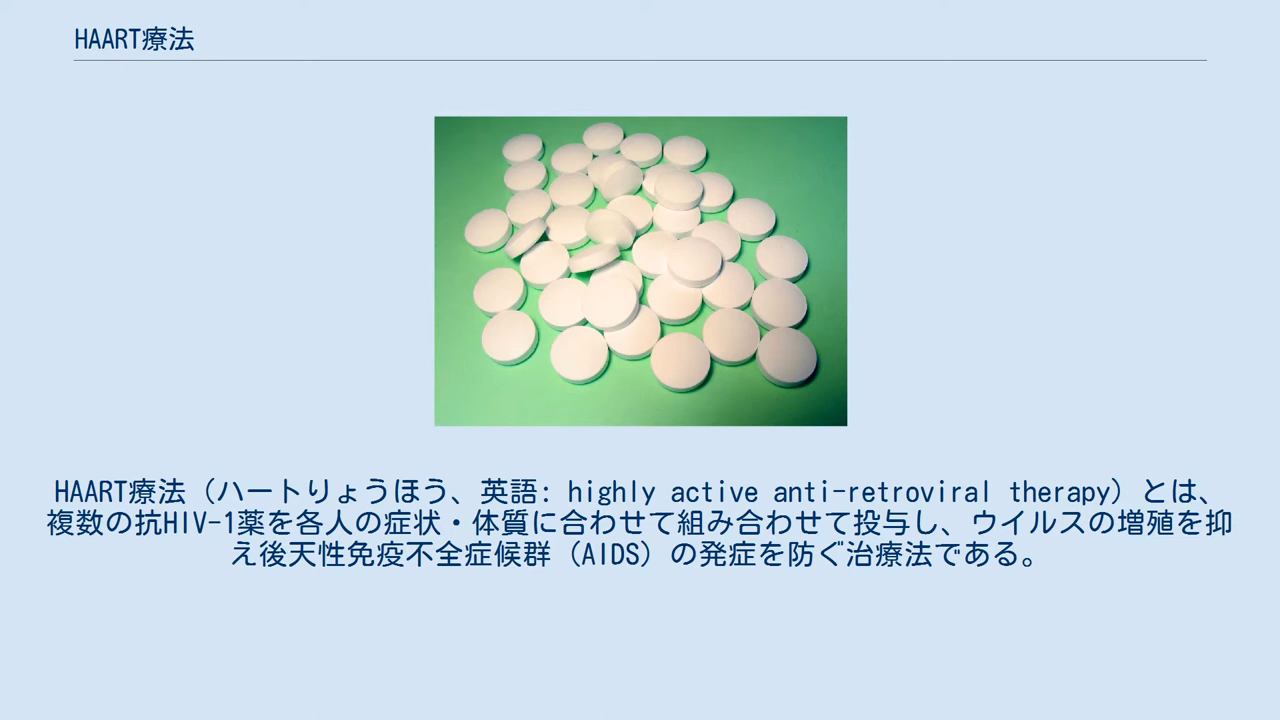 HAART療法
HAART療法（ハートりょうほう、英語: highly active anti-retroviral therapy）とは、
複数の抗HIV-1薬を各人の症状・体質に合わせて組み合わせて投与し、ウイルスの増殖を抑
え後天性免疫不全症候群（AIDS）の発症を防ぐ治療法である。